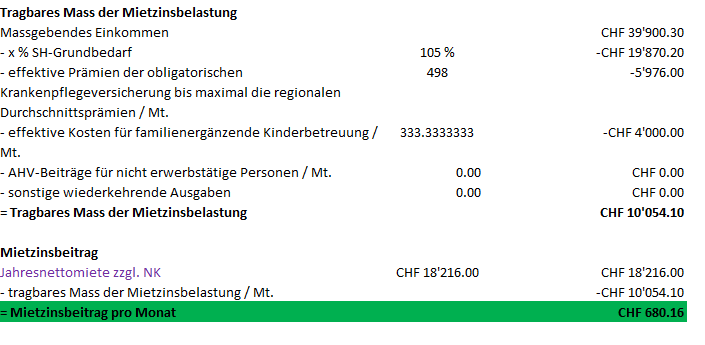 Tragbares Mass der Mietzinsbelastung
Massgebendes Einkommen CHF 39'900.30
- x % SH-Grundbedarf 105 % -CHF 19'870.20
- effektive Prämien der obligatorischen 498 -5'976.00
Krankenpflegeversicherung bis maximal die regionalen
Durchschnittsprämien / Mt.
- effektive Kosten für familienergänzende Kinderbetreuung / 333.3333333 -CHF 4'000.00
Mt.
- AHV-Beiträge für nicht erwerbstätige Personen / Mt. 0.00 CHF 0.00
- sonstige wiederkehrende Ausgaben 0.00 CHF 0.00
= Tragbares Mass der Mietzinsbelastung CHF 10'054.10
Mietzinsbeitrag
Jahresnettomiete zzgl. NK CHF 18'216.00 CHF 18'216.00
- tragbares Mass der Mietzinsbelastung / Mt. -CHF 10'054.10
= Mietzinsbeitrag pro Monat CHF 680.16